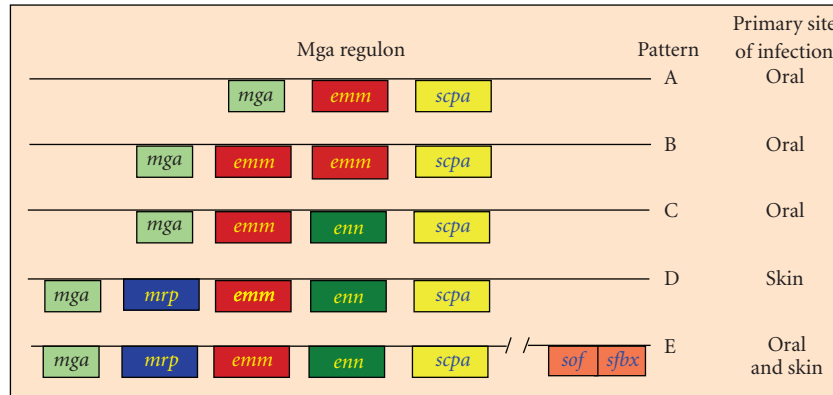 Primary site
Mga regulon Pattern of infection
A Oral
mga emm scpa
B Oral
mga emm emm scpa
C Oral
mga emm enn scpa
D Skin
mga mrp emm enn scpa
E Oral
mga mrp emm enn scpa sof sfbx
and skin